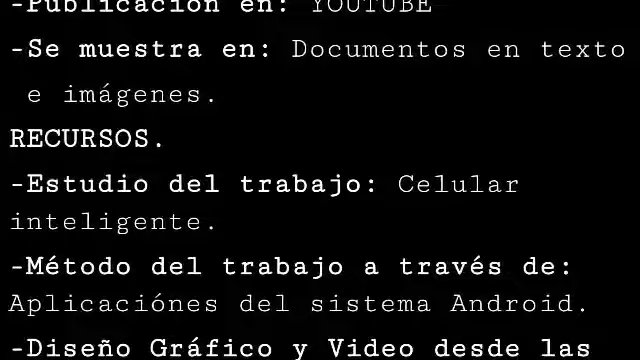 -Publicación en: YOUTUBE
-Se muestra en: Documentos en texto
e imágenes.
RECURSOS.
-Estudio del trabajo: Celular
inteligente.
-Método del trabajo a través de:
Aplicaciónes del sistema Android.
-Diseño Gráfico y Video desde las